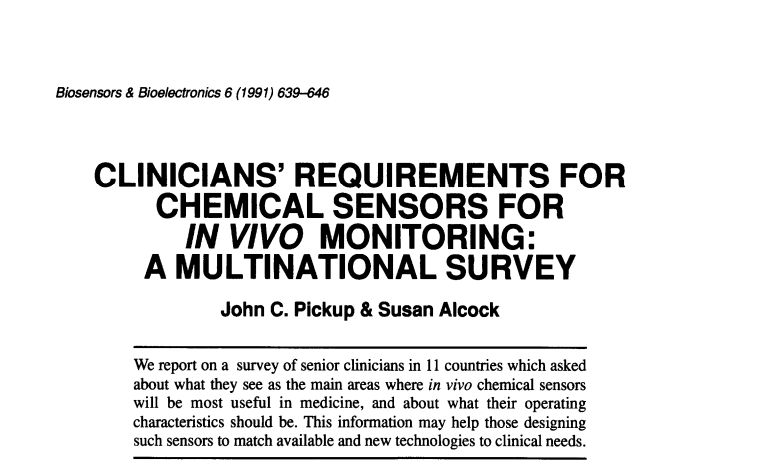 Biosensors & Bioelectronics 6 (1991) 639–646
CLINICIANS' REQUIREMENTS FOR
CHEMICAL SENSORS FOR
IN VIVO MONITORING:
A MULTINATIONAL SURVEY
John C. Pickup & Susan Alcock
We report on a survey of senior clinicians in 11 countries which asked
about what they see as the main areas where in vivo chemical sensors
will be most useful in medicine, and about what their operating
characteristics should be. This information may help those designing
such sensors to match available and new technologies to clinical needs.